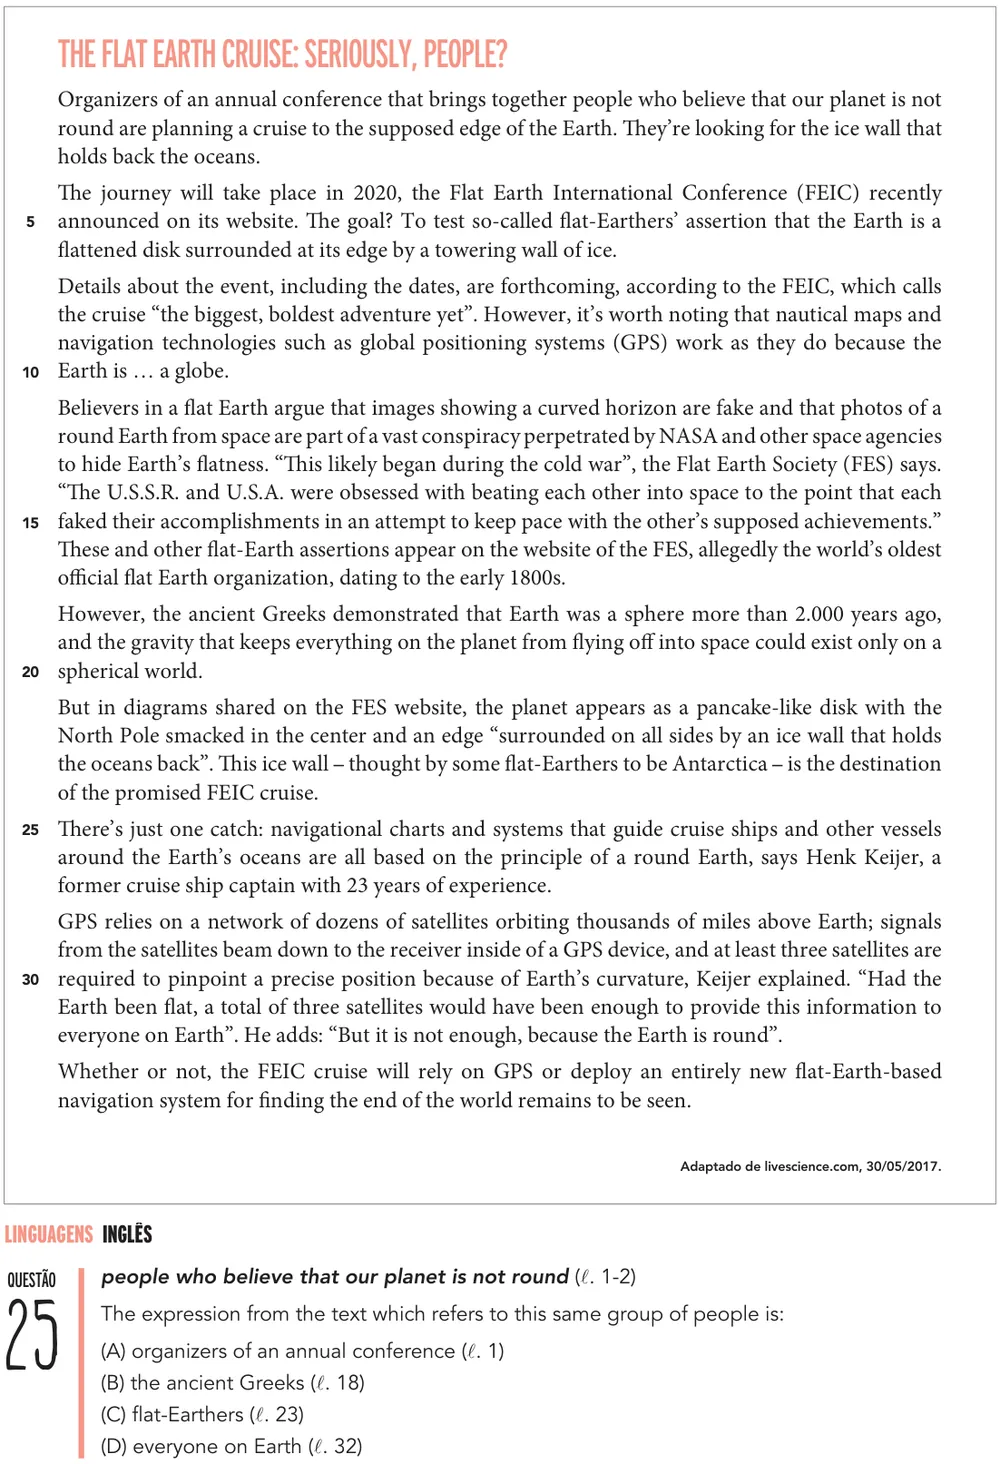 THE FLAT EARTH CRUISE: SERIOUSLY, PEOPLE?
Organizers of an annual conference that brings together people who believe that our planet is not
round are planning a cruise to the supposed edge of the Earth. They're looking for the ice wall that
holds back the oceans.
The journey will take place in 2020, the Flat Earth International Conference (FEIC) recently
5 announced on its website. The goal? To test so-called flat-Earthers' assertion that the Earth is a
flattened disk surrounded at its edge by a towering wall of ice.
Details about the event, including the dates, are forthcoming, according to the FEIC, which calls
the cruise “the biggest, boldest adventure yet”. However, it's worth noting that nautical maps and
navigation technologies such as global positioning systems (GPS) work as they do because the
10 Earth is … a globe.
Believers in a flat Earth argue that images showing a curved horizon are fake and that photos of a
round Earth from space are part of a vast conspiracy perpetrated by NASA and other space agencies
to hide Earth's flatness. “This likely began during the cold war”, the Flat Earth Society (FES) says.
“The U.S.S.R. and U.S.A. were obsessed with beating each other into space to the point that each
15 faked their accomplishments in an attempt to keep pace with the other's supposed achievements.”
These and other flat-Earth assertions appear on the website of the FES, allegedly the world's oldest
official flat Earth organization, dating to the early 1800s.
However, the ancient Greeks demonstrated that Earth was a sphere more than 2.000 years ago,
and the gravity that keeps everything on the planet from flying off into space could exist only on a
20 spherical world.
But in diagrams shared on the FES website, the planet appears as a pancake-like disk with the
North Pole smacked in the center and an edge “surrounded on all sides by an ice wall that holds
the oceans back”. This ice wall – thought by some flat-Earthers to be Antarctica – is the destination
of the promised FEIC cruise.
25 There's just one catch: navigational charts and systems that guide cruise ships and other vessels
around the Earth's oceans are all based on the principle of a round Earth, says Henk Keijer, a
former cruise ship captain with 23 years of experience.
GPS relies on a network of dozens of satellites orbiting thousands of miles above Earth; signals
from the satellites beam down to the receiver inside of a GPS device, and at least three satellites are
30 required to pinpoint a precise position because of Earth's curvature, Keijer explained. “Had the
Earth been flat, a total of three satellites would have been enough to provide this information to
everyone on Earth”. He adds: “But it is not enough, because the Earth is round”.
Whether or not, the FEIC cruise will rely on GPS or deploy an entirely new flat-Earth-based
navigation system for finding the end of the world remains to be seen.
Adaptado de livescience.com, 30/05/2017.
LINGUAGENS INGLÊS
QUESTÃO
25
people who believe that our planet is not round (ℓ. 1-2)
The expression from the text which refers to this same group of people is:
(A) organizers of an annual conference (ℓ. 1)
(B) the ancient Greeks (ℓ. 18)
(C) flat-Earthers (ℓ. 23)
(D) everyone on Earth (ℓ. 32)